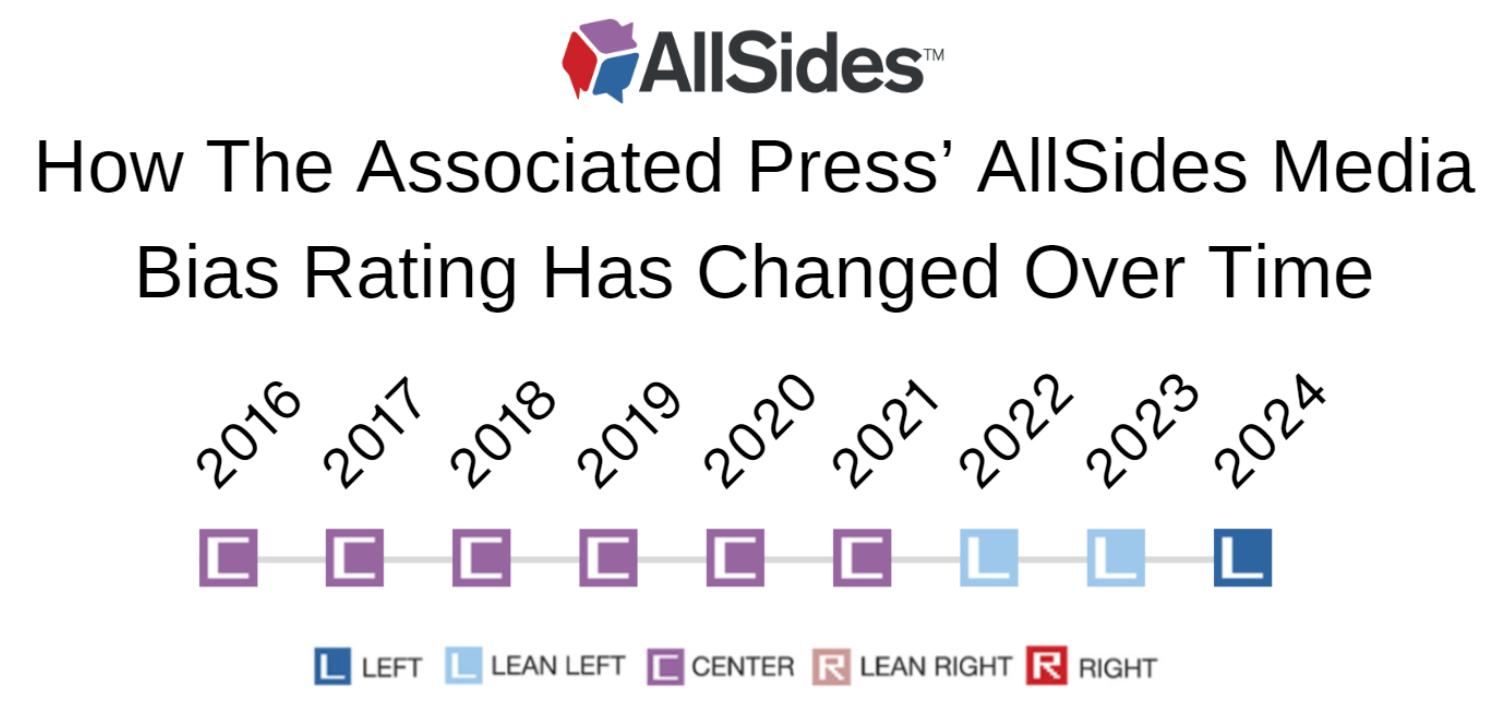 AllSides™
How The Associated Press’ AllSides Media
Bias Rating Has Changed Over Time
2016 2017 2018 2019 2020 2021 2022 2023 2024
C C C C C C L L L
L LEFT L LEAN LEFT C CENTER R LEAN RIGHT R RIGHT